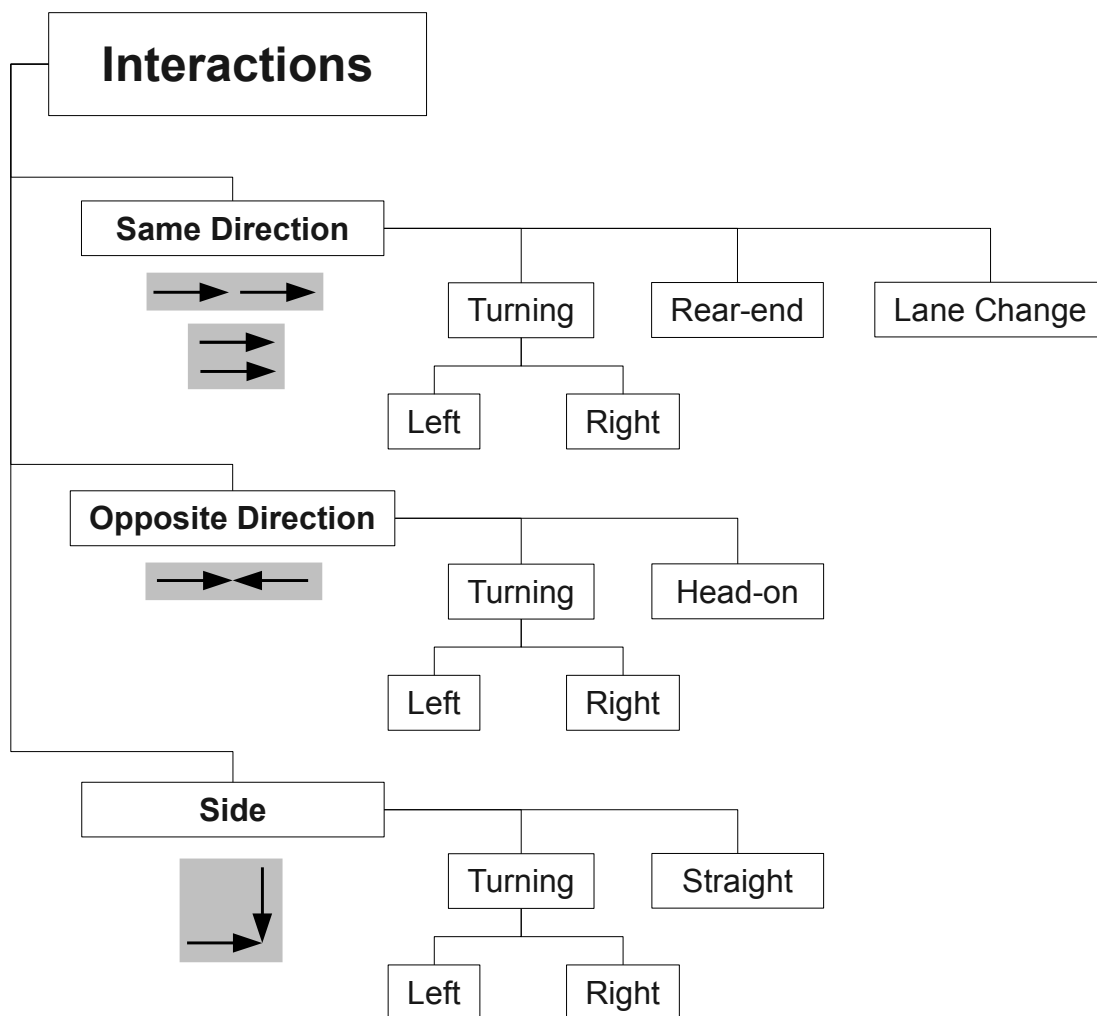 Interactions
Same Direction
Turning
Rear-end
Lane Change
Left
Right
Opposite Direction
Turning
Head-on
Left
Right
Side
Turning
Straight
Left
Right